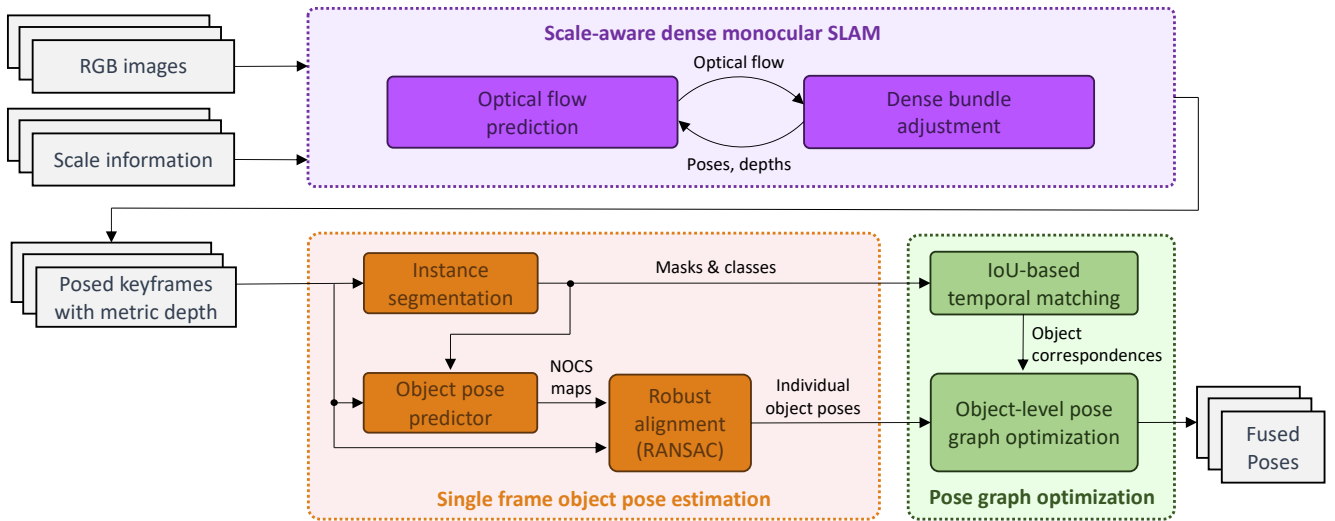 Scale-aware dense monocular SLAM
RGB images
Optical flow
Optical flow
prediction
Dense bundle
adjustment
Scale information
Poses, depths
Posed keyframes
with metric depth
Instance
segmentation
Masks & classes
IoU-based
temporal matching
Object
correspondences
Object pose
predictor
NOCS
maps
Robust
alignment
(RANSAC)
Individual
object poses
Object-level pose
graph optimization
Fused
Poses
Single frame object pose estimation
Pose graph optimization